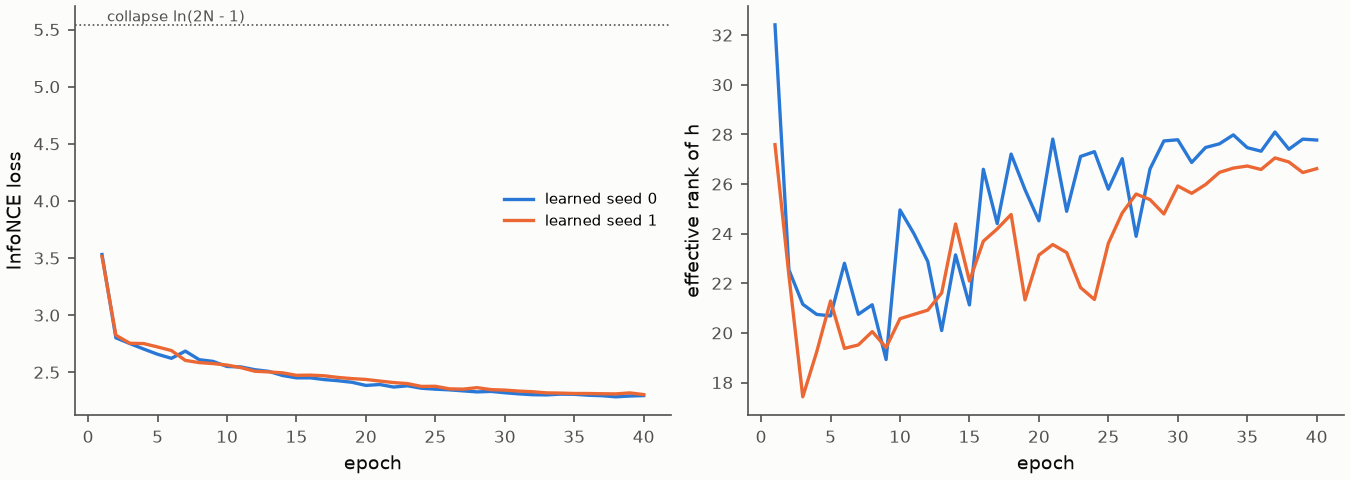 collapse ln(2N - 1)
InfoNCE loss
5.5
5.0
4.5
4.0
3.5
3.0
2.5
learned seed 0
learned seed 1
0 5 10 15 20 25 30 35 40
epoch
effective rank of h
32
30
28
26
24
22
20
18
0 5 10 15 20 25 30 35 40
epoch